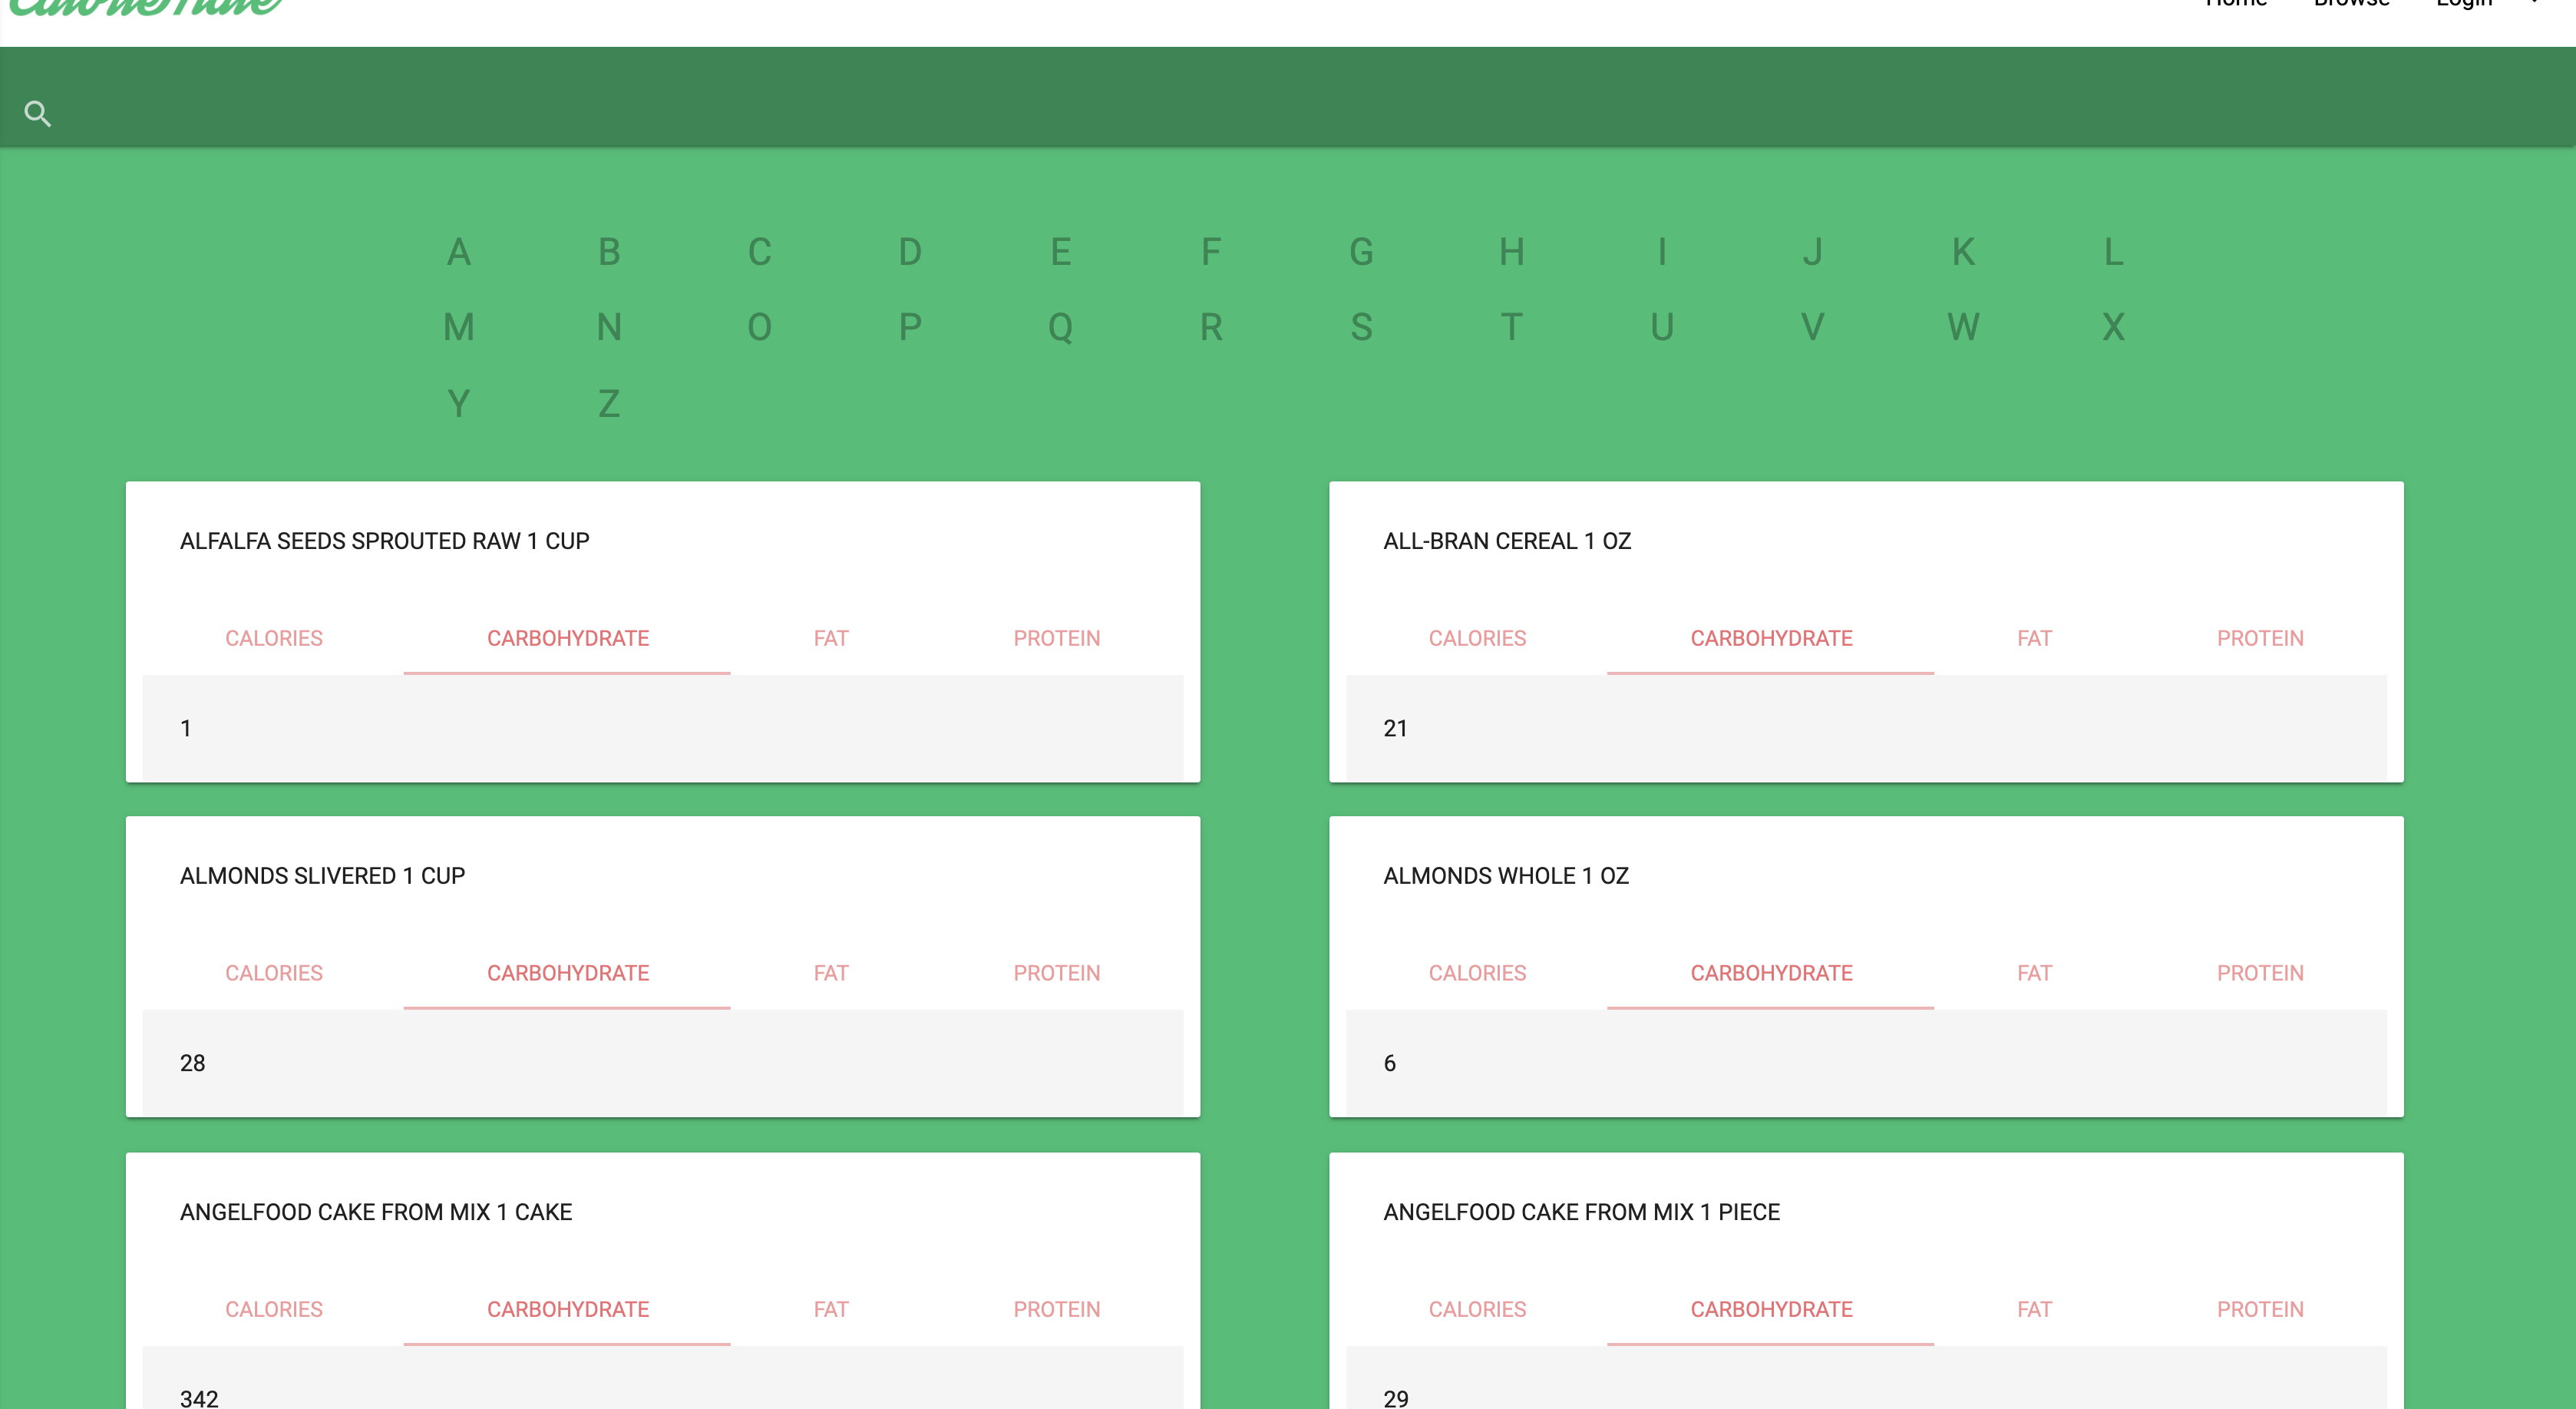 Home Browse Login
A B C D E F G H I J K L
M N O P Q R S T U V W X
Y Z
ALFALFA SEEDS SPROUTED RAW 1 CUP
CALORIES CARBOHYDRATE FAT PROTEIN
1
ALL-BRAN CEREAL 1 OZ
CALORIES CARBOHYDRATE FAT PROTEIN
21
ALMONDS SLIVERED 1 CUP
CALORIES CARBOHYDRATE FAT PROTEIN
28
ALMONDS WHOLE 1 OZ
CALORIES CARBOHYDRATE FAT PROTEIN
6
ANGELFOOD CAKE FROM MIX 1 CAKE
CALORIES CARBOHYDRATE FAT PROTEIN
342
ANGELFOOD CAKE FROM MIX 1 PIECE
CALORIES CARBOHYDRATE FAT PROTEIN
29